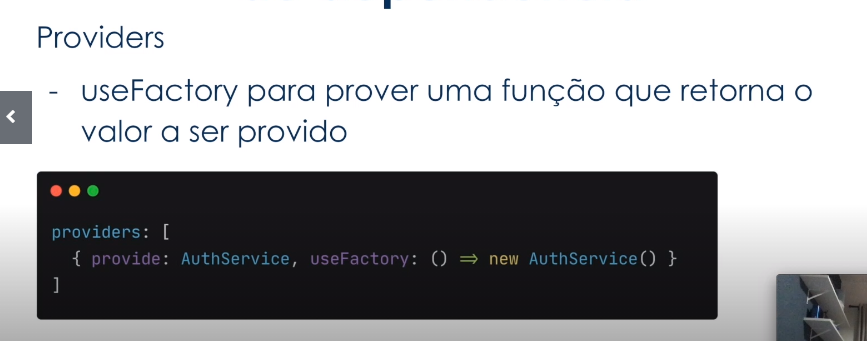 Providers
- useFactory para prover uma função que retorna o
valor a ser provido
providers: [
{ provide: AuthService, useFactory: () => new AuthService() }
]